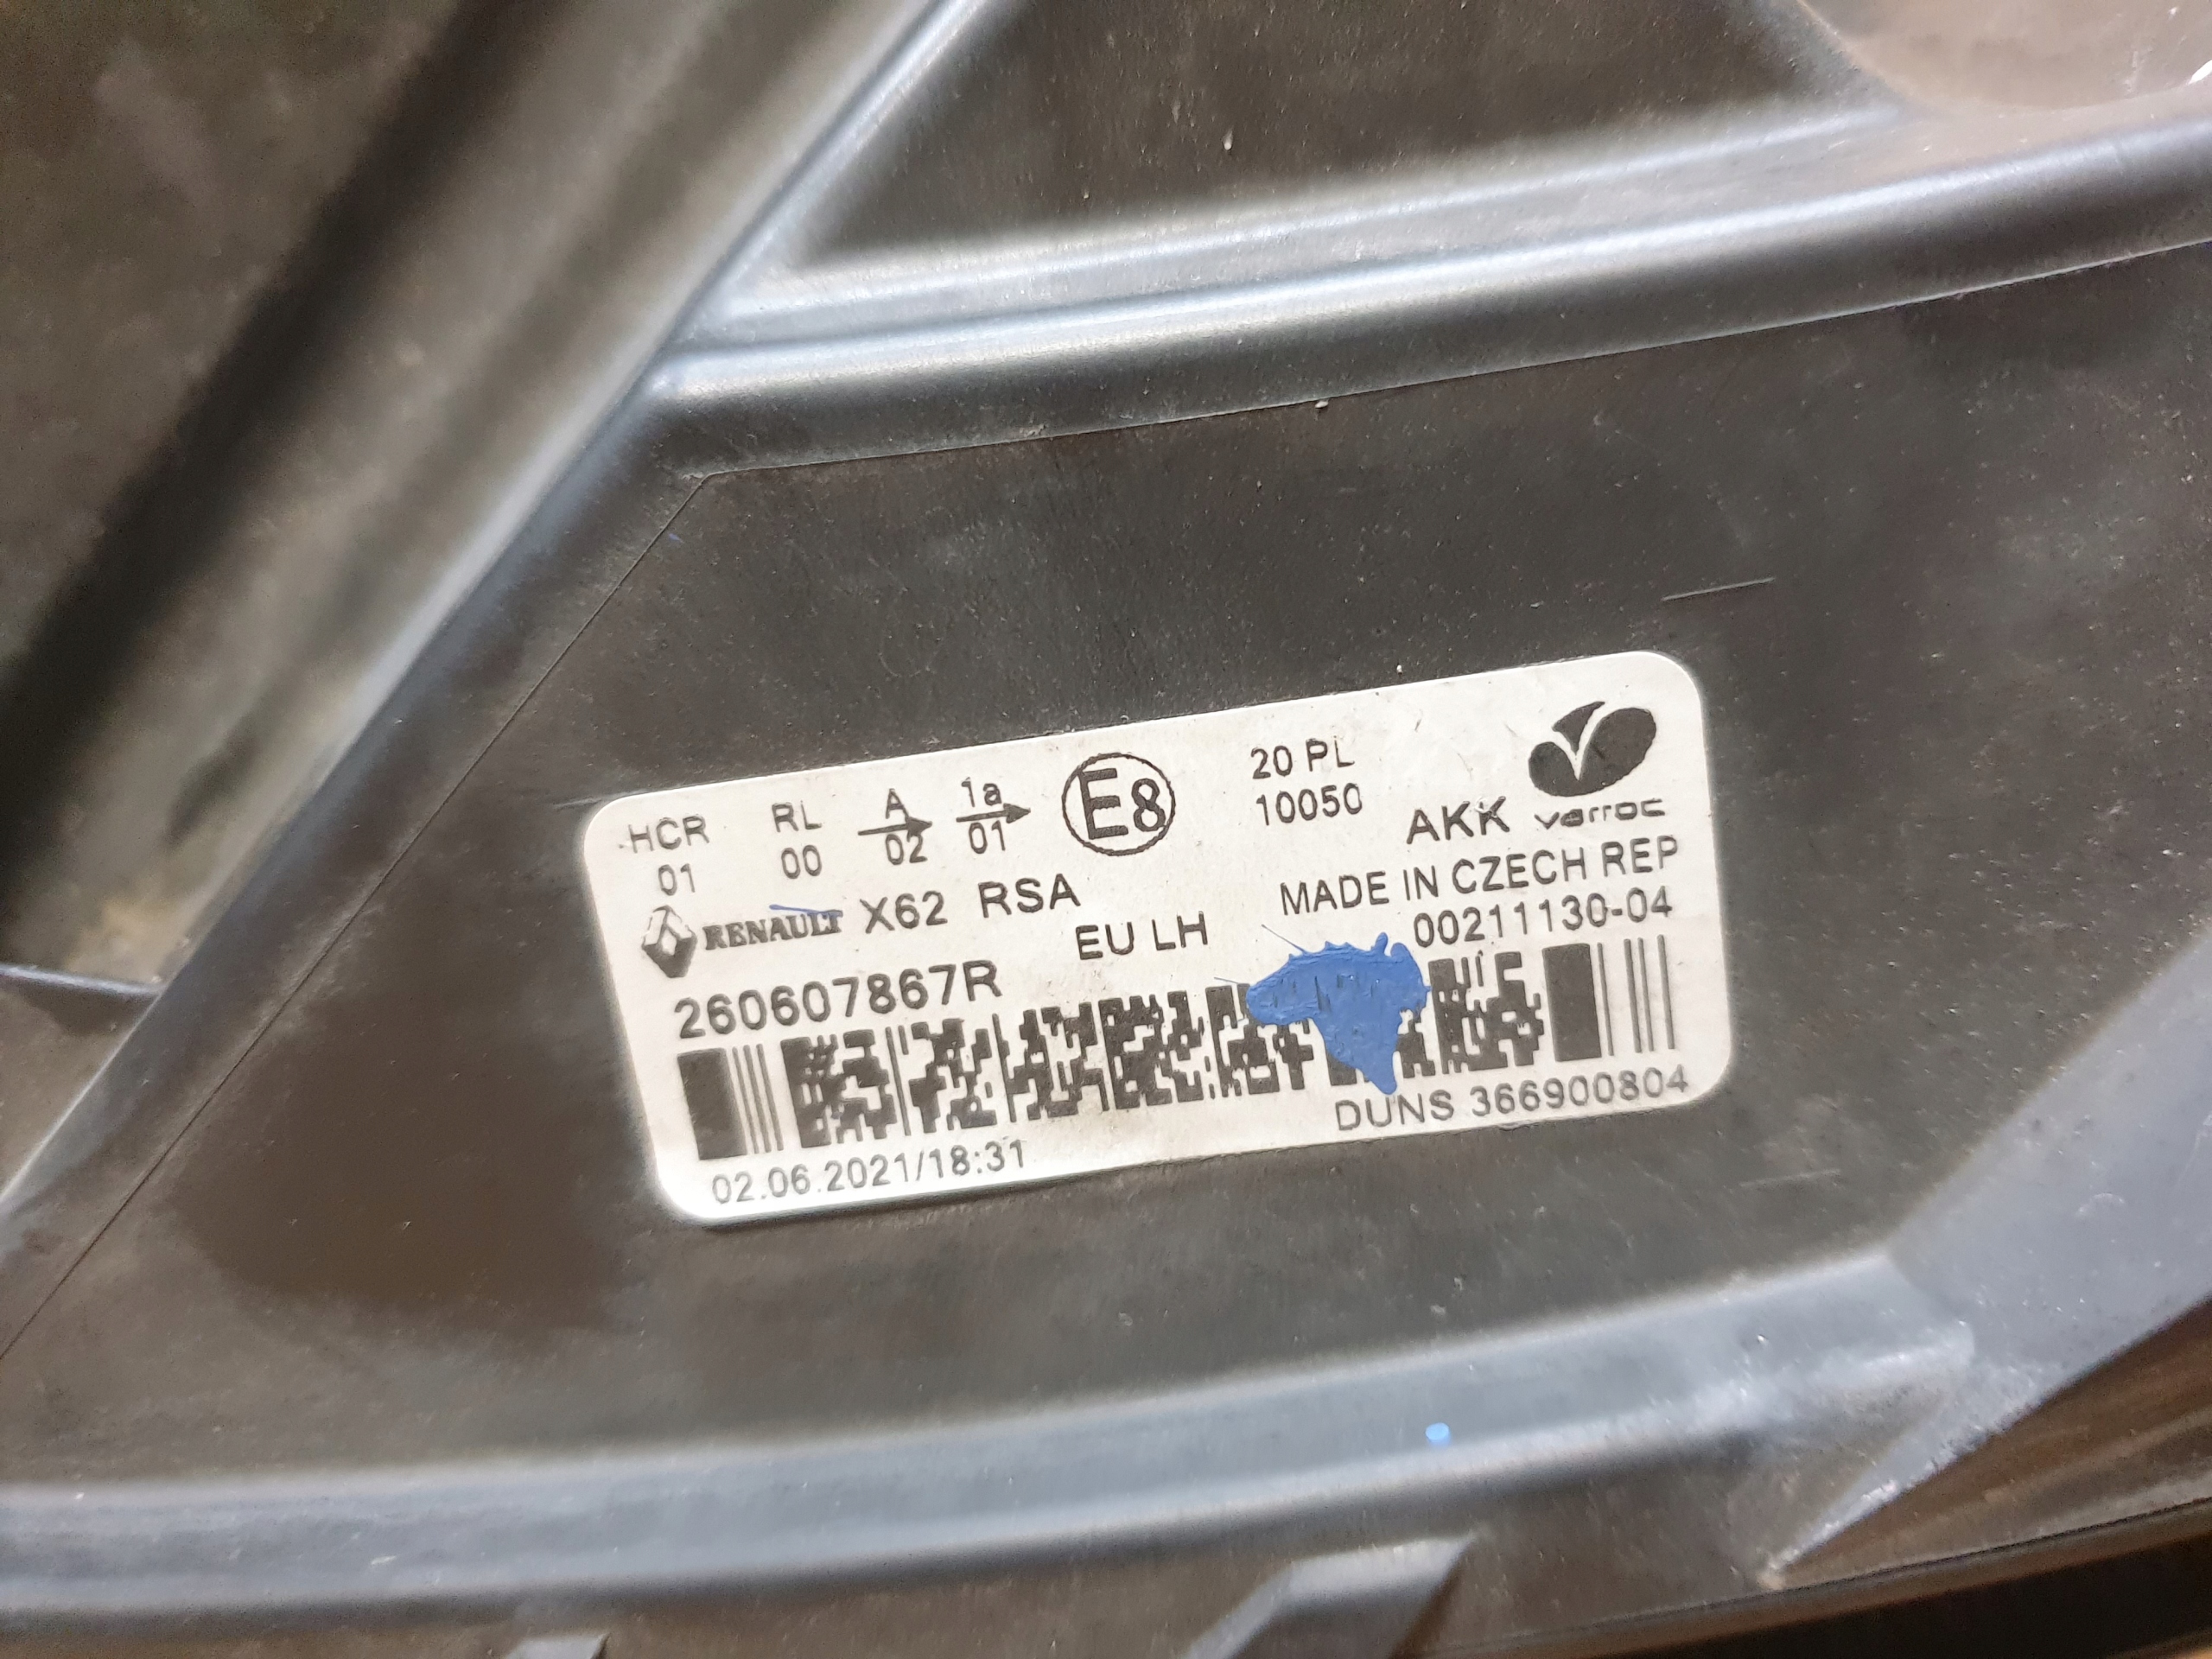 HCR RL A 1a E8 20 PL
01 00 02 01 10050 AKK varroc
RENAULT X62 RSA MADE IN CZECH REP
EU LH 00211130-04
260607867R
DUNS 366900804
02.06.2021/18:31